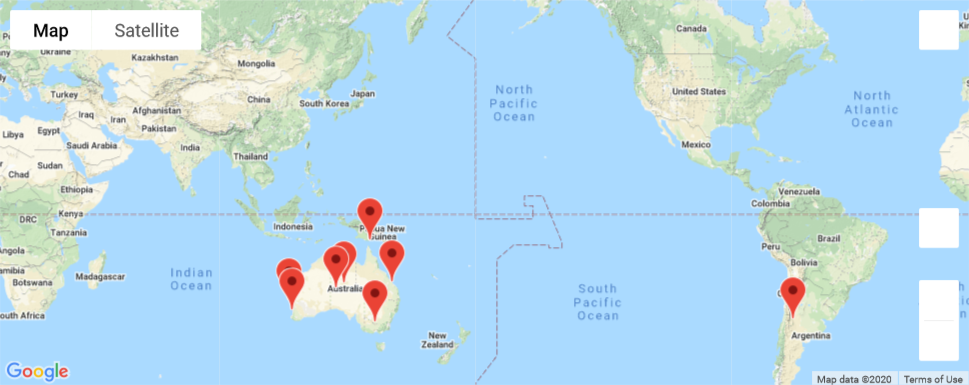 Map
Satellite
Ukraine
Kazakhstan
Mongolia
Canada
Turkey
China
Japan
South Korea
United States
North
Pacific
Ocean
North
Atlantic
Ocean
Iraq
Iran
Afghanistan
Pakistan
Libya
Egypt
Saudi Arabia
India
Mexico
Chad
Sudan
Thailand
Ethiopia
Venezuela
Colombia
DRC
Kenya
Tanzania
Indonesia
Papua New
Guinea
Peru
Brazil
Bolivia
Botswana
Madagascar
Indian
Ocean
Australia
South
Pacific
Ocean
New
Zealand
Argentina
Google
Map data ©2020
Terms of Use